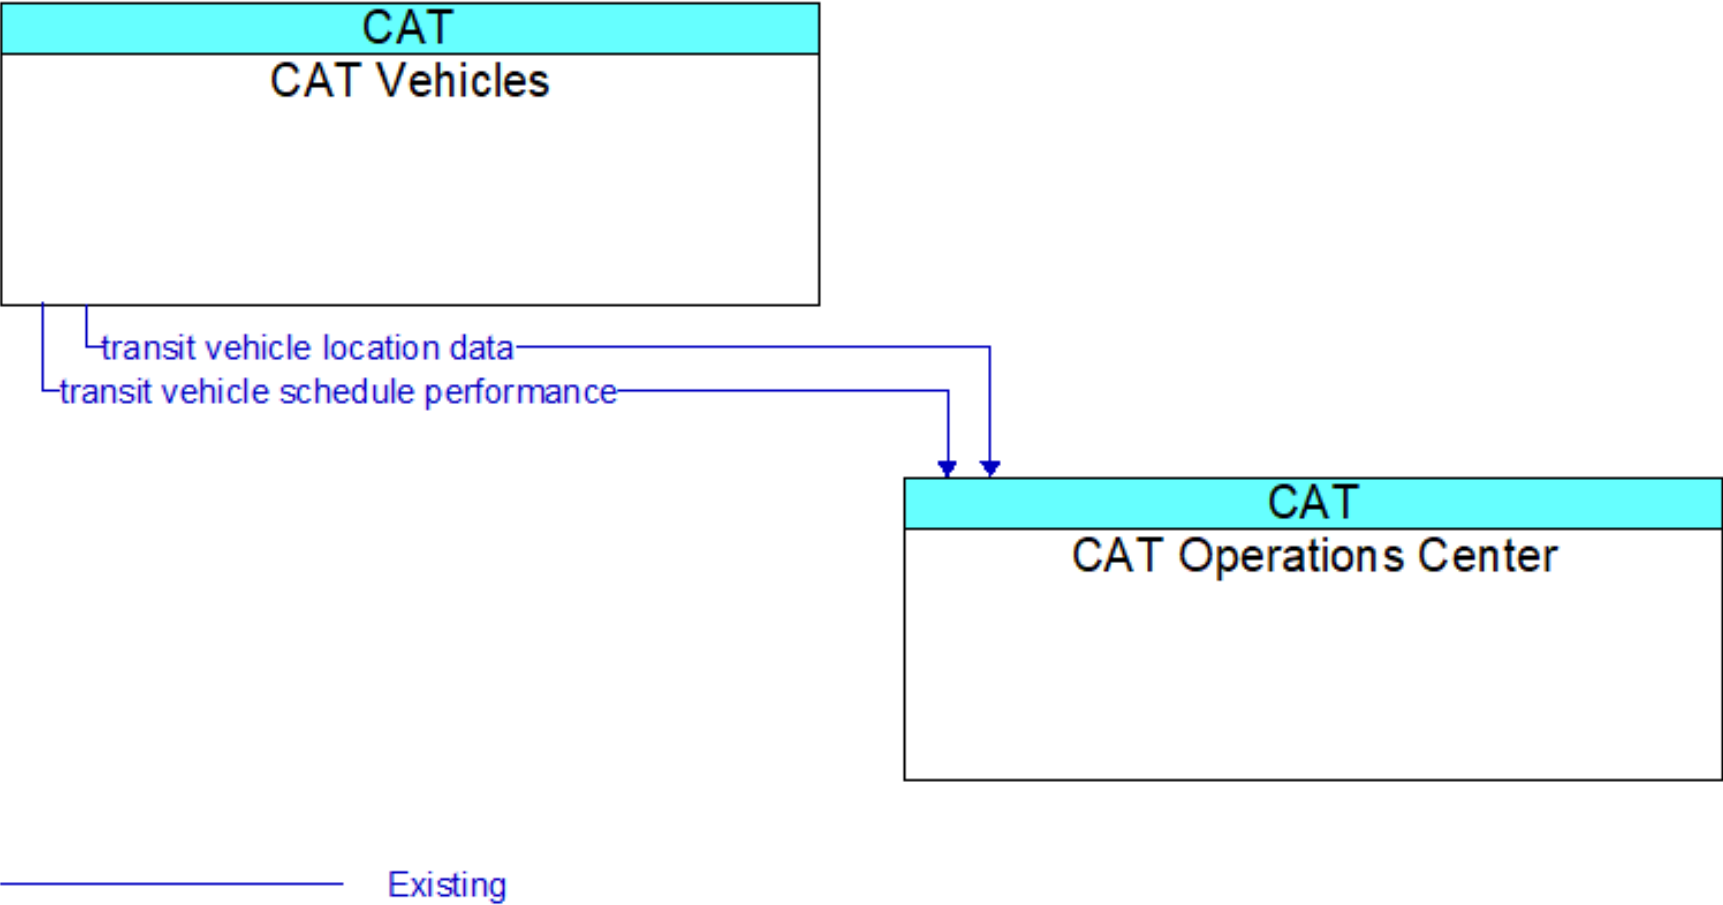 CAT
CAT Vehicles
transit vehicle location data
transit vehicle schedule performance
CAT
CAT Operations Center
Existing